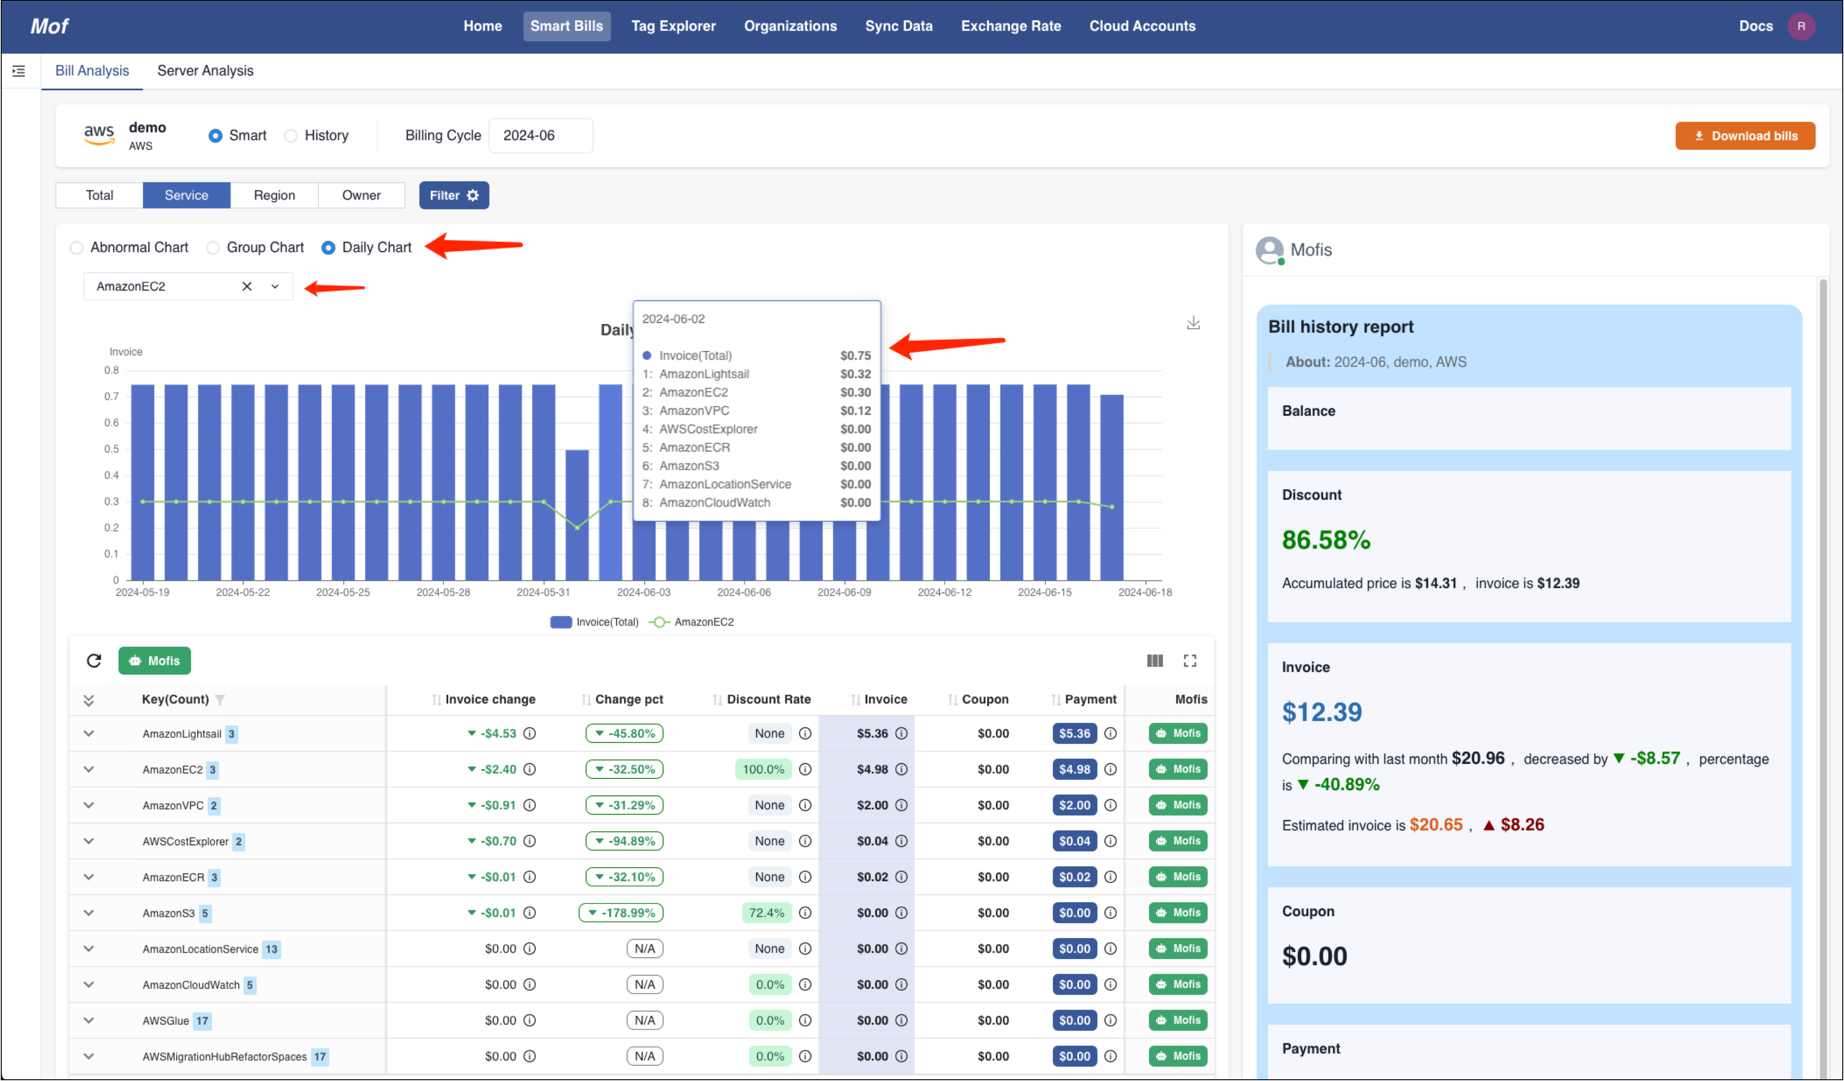 Mof
Home Smart Bills Tag Explorer Organizations Sync Data Exchange Rate Cloud Accounts
Docs R
Bill Analysis Server Analysis
aws demo AWS Smart History Billing Cycle 2024-06 Download bills
Total Service Region Owner Filter
Abnormal Chart Group Chart Daily Chart
AmazonEC2
Daily
Invoice
0.8
0.7
0.6
0.5
0.4
0.3
0.2
0.1
0
2024-05-19 2024-05-22 2024-05-25 2024-05-28 2024-05-31 2024-06-03 2024-06-06 2024-06-09 2024-06-12 2024-06-15 2024-06-18
Invoice(Total) AmazonEC2
2024-06-02
Invoice(Total) $0.75
1: AmazonLightsail $0.32
2: AmazonEC2 $0.30
3: AmazonVPC $0.12
4: AWSCostExplorer $0.00
5: AmazonECR $0.00
6: AmazonS3 $0.00
7: AmazonLocationService $0.00
8: AmazonCloudWatch $0.00
Mofis
Key(Count) Invoice change Change pct Discount Rate Invoice Coupon Payment Mofis
AmazonLightsail 3 -$4.53 -45.80% None $5.36 $0.00 $5.36 Mofis
AmazonEC2 3 -$2.40 -32.50% 100.0% $4.98 $0.00 $4.98 Mofis
AmazonVPC 2 -$0.91 -31.29% None $2.00 $0.00 $2.00 Mofis
AWSCostExplorer 2 -$0.70 -94.89% None $0.04 $0.00 $0.04 Mofis
AmazonECR 3 -$0.01 -32.10% None $0.02 $0.00 $0.02 Mofis
AmazonS3 5 -$0.01 -178.99% 72.4% $0.00 $0.00 $0.00 Mofis
AmazonLocationService 13 $0.00 N/A None $0.00 $0.00 $0.00 Mofis
AmazonCloudWatch 5 $0.00 N/A 0.0% $0.00 $0.00 $0.00 Mofis
AWSGlue 17 $0.00 N/A 0.0% $0.00 $0.00 $0.00 Mofis
AWSMigrationHubRefactorSpaces 17 $0.00 N/A 0.0% $0.00 $0.00 $0.00 Mofis
Mofis
Bill history report
About: 2024-06, demo, AWS
Balance
Discount
86.58%
Accumulated price is $14.31 , invoice is $12.39
Invoice
$12.39
Comparing with last month $20.96 , decreased by ▼ -$8.57 , percentage
is ▼ -40.89%
Estimated invoice is $20.65 , ▲ $8.26
Coupon
$0.00
Payment